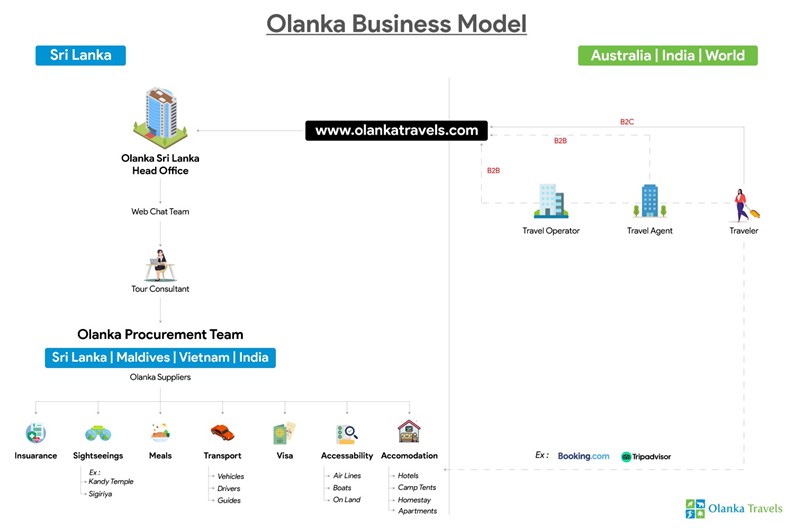 Olanka Business Model
Sri Lanka
Australia | India | World
www.olankatravels.com
B2C
B2B
B2B
Olanka Sri Lanka
Head Office
Travel Operator
Travel Agent
Traveler
Web Chat Team
Tour Consultant
Olanka Procurement Team
Sri Lanka | Maldives | Vietnam | India
Olanka Suppliers
Insuarance
Sightseeings
Ex :
Kandy Temple
Sigiriya
Meals
Transport
Vehicles
Drivers
Guides
Visa
Accessability
Air Lines
Boats
On Land
Accomodation
Hotels
Camp Tents
Homestay
Apartments
Ex : Booking.com Tripadvisor
Olanka Travels